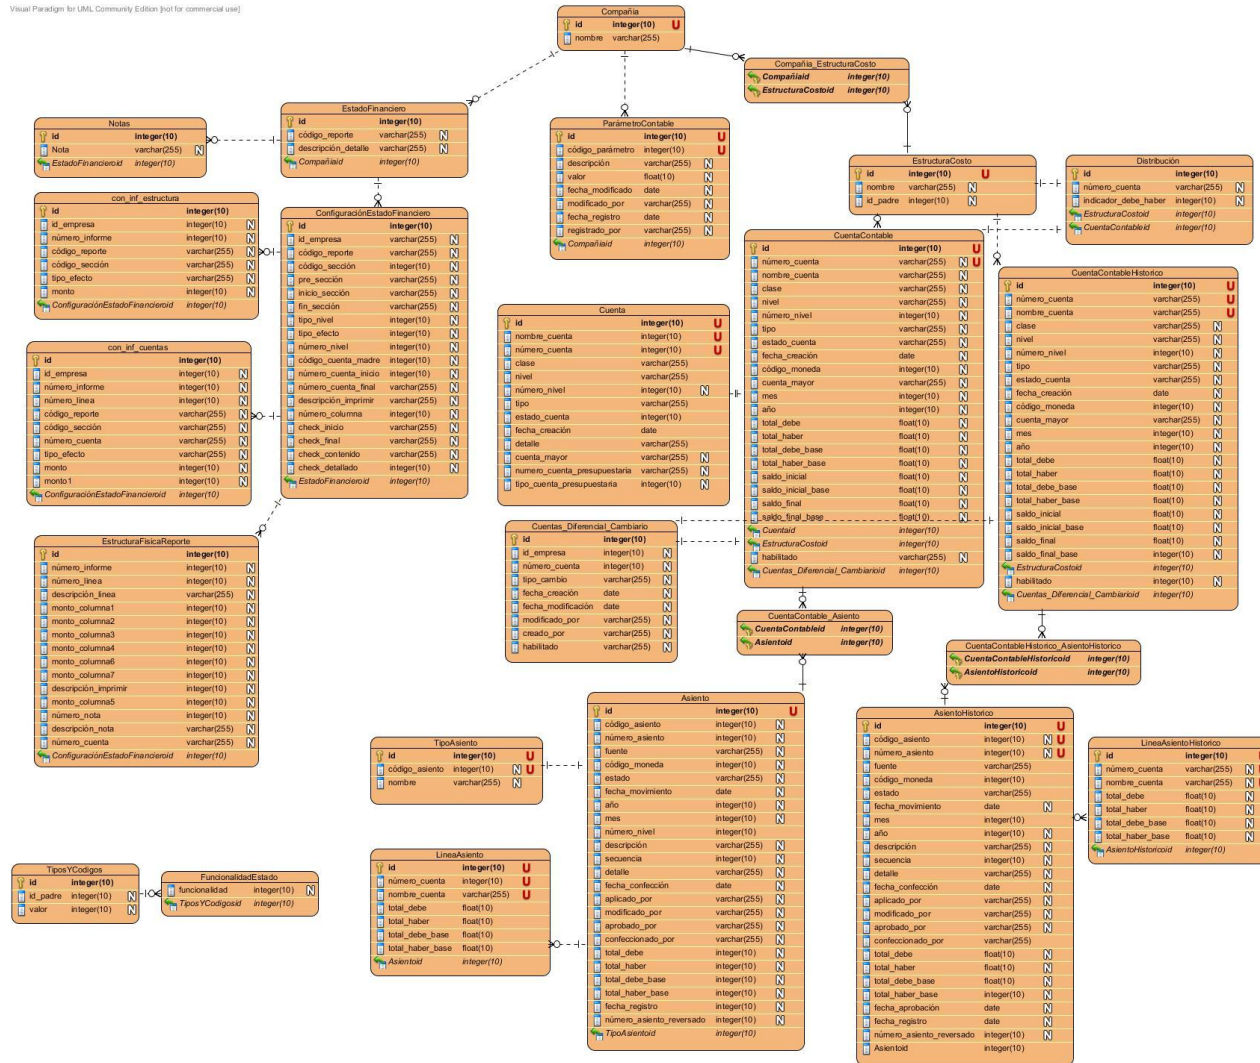 Visual Paradigm for UML Community Edition [not for commercial use]
Compañia
id integer(10) U
nombre varchar(255)
Compañia_EstructuraCosto
Compañiaid integer(10)
EstructuraCostoid integer(10)
EstadoFinanciero
id integer(10)
código_reporte varchar(255) N
descripción_detalle varchar(255) N
Compañiaid integer(10)
Notas
id integer(10)
Nota varchar(255) N
EstadoFinancieroid integer(10)
ParámetroContable
id integer(10) U
código_parámetro integer(10) U
descripción varchar(255) N
valor float(10) N
fecha_modificado date N
modificado_por varchar(255) N
fecha_registro date N
registrado_por varchar(255) N
Compañiaid integer(10)
EstructuraCosto
id integer(10) U
nombre varchar(255) N
id_padre integer(10) N
Distribución
id integer(10)
número_cuenta varchar(255) N
indicador_debe_haber integer(10) N
EstructuraCostoid integer(10)
CuentaContableid integer(10)
con_inf_estructura
id integer(10)
id_empresa integer(10) N
número_informe integer(10) N
código_reporte varchar(255) N
código_sección integer(10) N
tipo_efecto varchar(255) N
monto integer(10) N
ConfiguraciónEstadoFinancieroid integer(10)
ConfiguraciónEstadoFinanciero
id integer(10)
id_empresa varchar(255) N
código_reporte varchar(255) N
código_sección integer(10) N
pre_sección varchar(255) N
inicio_sección varchar(255) N
fin_sección varchar(255) N
tipo_nivel integer(10) N
tipo_efecto integer(10) N
número_nivel integer(10) N
código_cuenta_madre integer(10) N
número_cuenta_inicio integer(10) N
número_cuenta_final varchar(255) N
descripción_imprimir varchar(255) N
número_columna integer(10) N
check_inicio varchar(255) N
check_final varchar(255) N
check_contenido varchar(255) N
check_detallado integer(10) N
EstadoFinancieroid integer(10)
CuentaContable
id integer(10) U
número_cuenta varchar(255) N U
nombre_cuenta varchar(255) N
clase varchar(255) N
nivel varchar(255) N
número_nivel integer(10) N
tipo varchar(255) N
estado_cuenta varchar(255) N
fecha_creación date N
código_moneda integer(10) N
cuenta_mayor varchar(255) N
mes integer(10) N
año integer(10) N
total_debe float(10) N
total_haber float(10) N
total_debe_base float(10) N
total_haber_base float(10) N
saldo_inicial float(10) N
saldo_inicial_base float(10) N
saldo_final float(10) N
saldo_final_base float(10) N
Cuentaid integer(10)
EstructuraCostoid integer(10)
habilitado varchar(255) N
Cuentas_Diferencial_Cambiarioid integer(10)
CuentaContableHistorico
id integer(10) U
número_cuenta varchar(255) U
nombre_cuenta varchar(255) U
clase varchar(255) N
nivel varchar(255) N
número_nivel integer(10) N
tipo varchar(255) N
estado_cuenta varchar(255) N
fecha_creación date N
código_moneda integer(10) N
cuenta_mayor varchar(255) N
mes integer(10) N
año integer(10) N
total_debe float(10) N
total_haber float(10) N
total_debe_base float(10) N
total_haber_base float(10) N
saldo_inicial float(10) N
saldo_inicial_base float(10) N
saldo_final float(10) N
saldo_final_base integer(10) N
EstructuraCostoid integer(10)
habilitado integer(10) N
Cuentas_Diferencial_Cambiarioid integer(10)
Cuenta
id integer(10) U
nombre_cuenta integer(10) U
número_cuenta integer(10) U
clase varchar(255)
nivel varchar(255)
número_nivel integer(10) N
tipo varchar(255)
estado_cuenta integer(10)
fecha_creación date
detalle varchar(255)
cuenta_mayor varchar(255) N
numero_cuenta_presupuestaria varchar(255) N
tipo_cuenta_presupuestaria integer(10) N
con_inf_cuentas
id integer(10)
id_empresa integer(10) N
número_informe integer(10) N
número_linea integer(10) N
código_reporte varchar(255) N
código_sección varchar(255) N
número_cuenta varchar(255) N
tipo_efecto varchar(255) N
monto integer(10) N
monto1 integer(10) N
ConfiguraciónEstadoFinancieroid integer(10)
Cuentas_Diferencial_Cambiario
id integer(10)
id_empresa integer(10) N
número_cuenta integer(10) N
tipo_cambio varchar(255) N
fecha_creación date N
fecha_modificación date N
modificado_por varchar(255) N
creado_por varchar(255) N
habilitado varchar(255) N
EstructuraFisicaReporte
id integer(10)
número_informe integer(10) N
número_linea integer(10) N
descripción_linea varchar(255) N
monto_columna1 integer(10) N
monto_columna2 integer(10) N
monto_columna3 integer(10) N
monto_columna4 integer(10) N
monto_columna6 integer(10) N
monto_columna7 integer(10) N
descripción_imprimir integer(10) N
monto_columna5 integer(10) N
número_nota integer(10) N
descripción_nota varchar(255) N
número_cuenta varchar(255) N
ConfiguraciónEstadoFinancieroid integer(10)
CuentaContable_Asiento
CuentaContableid integer(10)
Asientoid integer(10)
CuentaContableHistorico_AsientoHistorico
CuentaContableHistoricoid integer(10)
AsientoHistoricoid integer(10)
Asiento
id integer(10) U
código_asiento integer(10) N
número_asiento integer(10) N
fuente varchar(255) N
código_moneda integer(10) N
estado varchar(255) N
fecha_movimiento date N
año integer(10) N
mes integer(10) N
número_nivel integer(10)
descripción varchar(255) N
secuencia integer(10) N
detalle varchar(255) N
fecha_confección date N
aplicado_por varchar(255) N
modificado_por varchar(255) N
aprobado_por varchar(255) N
confeccionado_por varchar(255) N
total_debe integer(10) N
total_haber integer(10) N
total_debe_base integer(10) N
total_haber_base integer(10) N
fecha_registro date N
número_asiento_reversado integer(10) N
TipoAsientoid integer(10)
AsientoHistorico
id integer(10) U
código_asiento integer(10) N U
número_asiento integer(10) N U
fuente varchar(255)
código_moneda integer(10)
estado varchar(255)
fecha_movimiento date N
mes integer(10)
año integer(10) N
descripción varchar(255) N
secuencia integer(10) N
detalle varchar(255) N
fecha_confección date N
aplicado_por varchar(255) N
modificado_por varchar(255) N
aprobado_por varchar(255) N
confeccionado_por varchar(255)
total_debe float(10) N
total_haber float(10) N
total_debe_base float(10) N
total_haber_base integer(10) N
fecha_aprobación date N
fecha_registro date N
número_asiento_reversado integer(10) N
Asientoid integer(10)
LineaAsientoHistorico
id integer(10)
número_cuenta varchar(255) N
nombre_cuenta varchar(255) N
total_debe float(10) N
total_haber float(10) N
total_debe_base float(10) N
total_haber_base float(10) N
AsientoHistoricoid integer(10)
TipoAsiento
id integer(10) U
código_asiento integer(10) N U
nombre varchar(255) N
LineaAsiento
id integer(10) U
número_cuenta integer(10) U
nombre_cuenta varchar(255) U
total_debe float(10)
total_haber float(10)
total_debe_base float(10)
total_haber_base float(10)
Asientoid integer(10)
TiposYCodigos
id integer(10)
id_padre integer(10) N
valor integer(10) N
FuncionalidadEstado
funcionalidad integer(10) N
TiposYCodigosid integer(10)